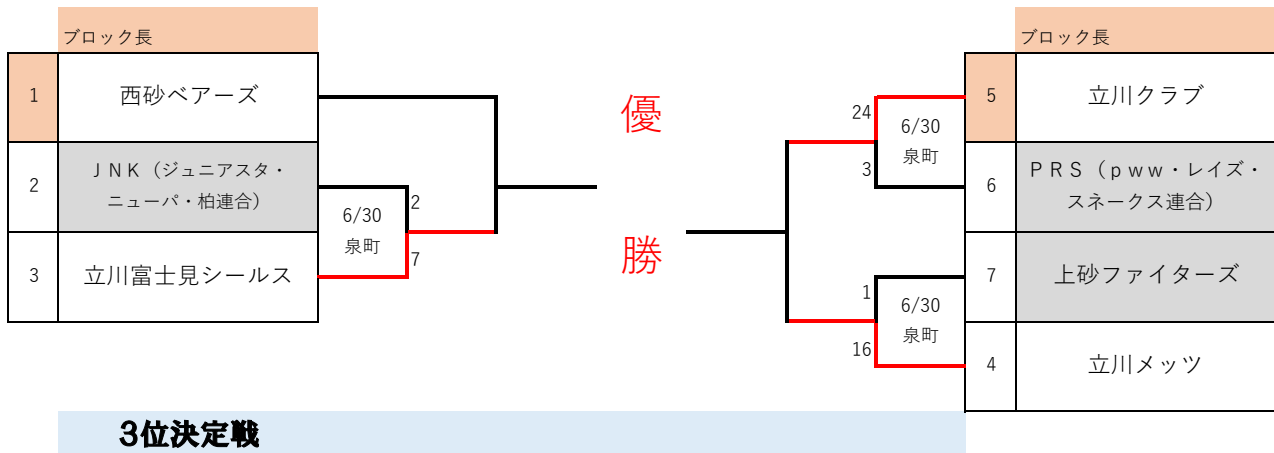 ブロック長
1
西砂ベアーズ
2
ＪＮＫ（ジュニアスタ・
ニューパ・柏連合）
3
立川富士見シールス
6/30
泉町
2
7
優
勝
ブロック長
5
立川クラブ
6
ＰＲＳ（ｐｗｗ・レイズ・
スネークス連合）
7
上砂ファイターズ
4
立川メッツ
24
6/30
泉町
3
1
6/30
泉町
16
3位決定戦